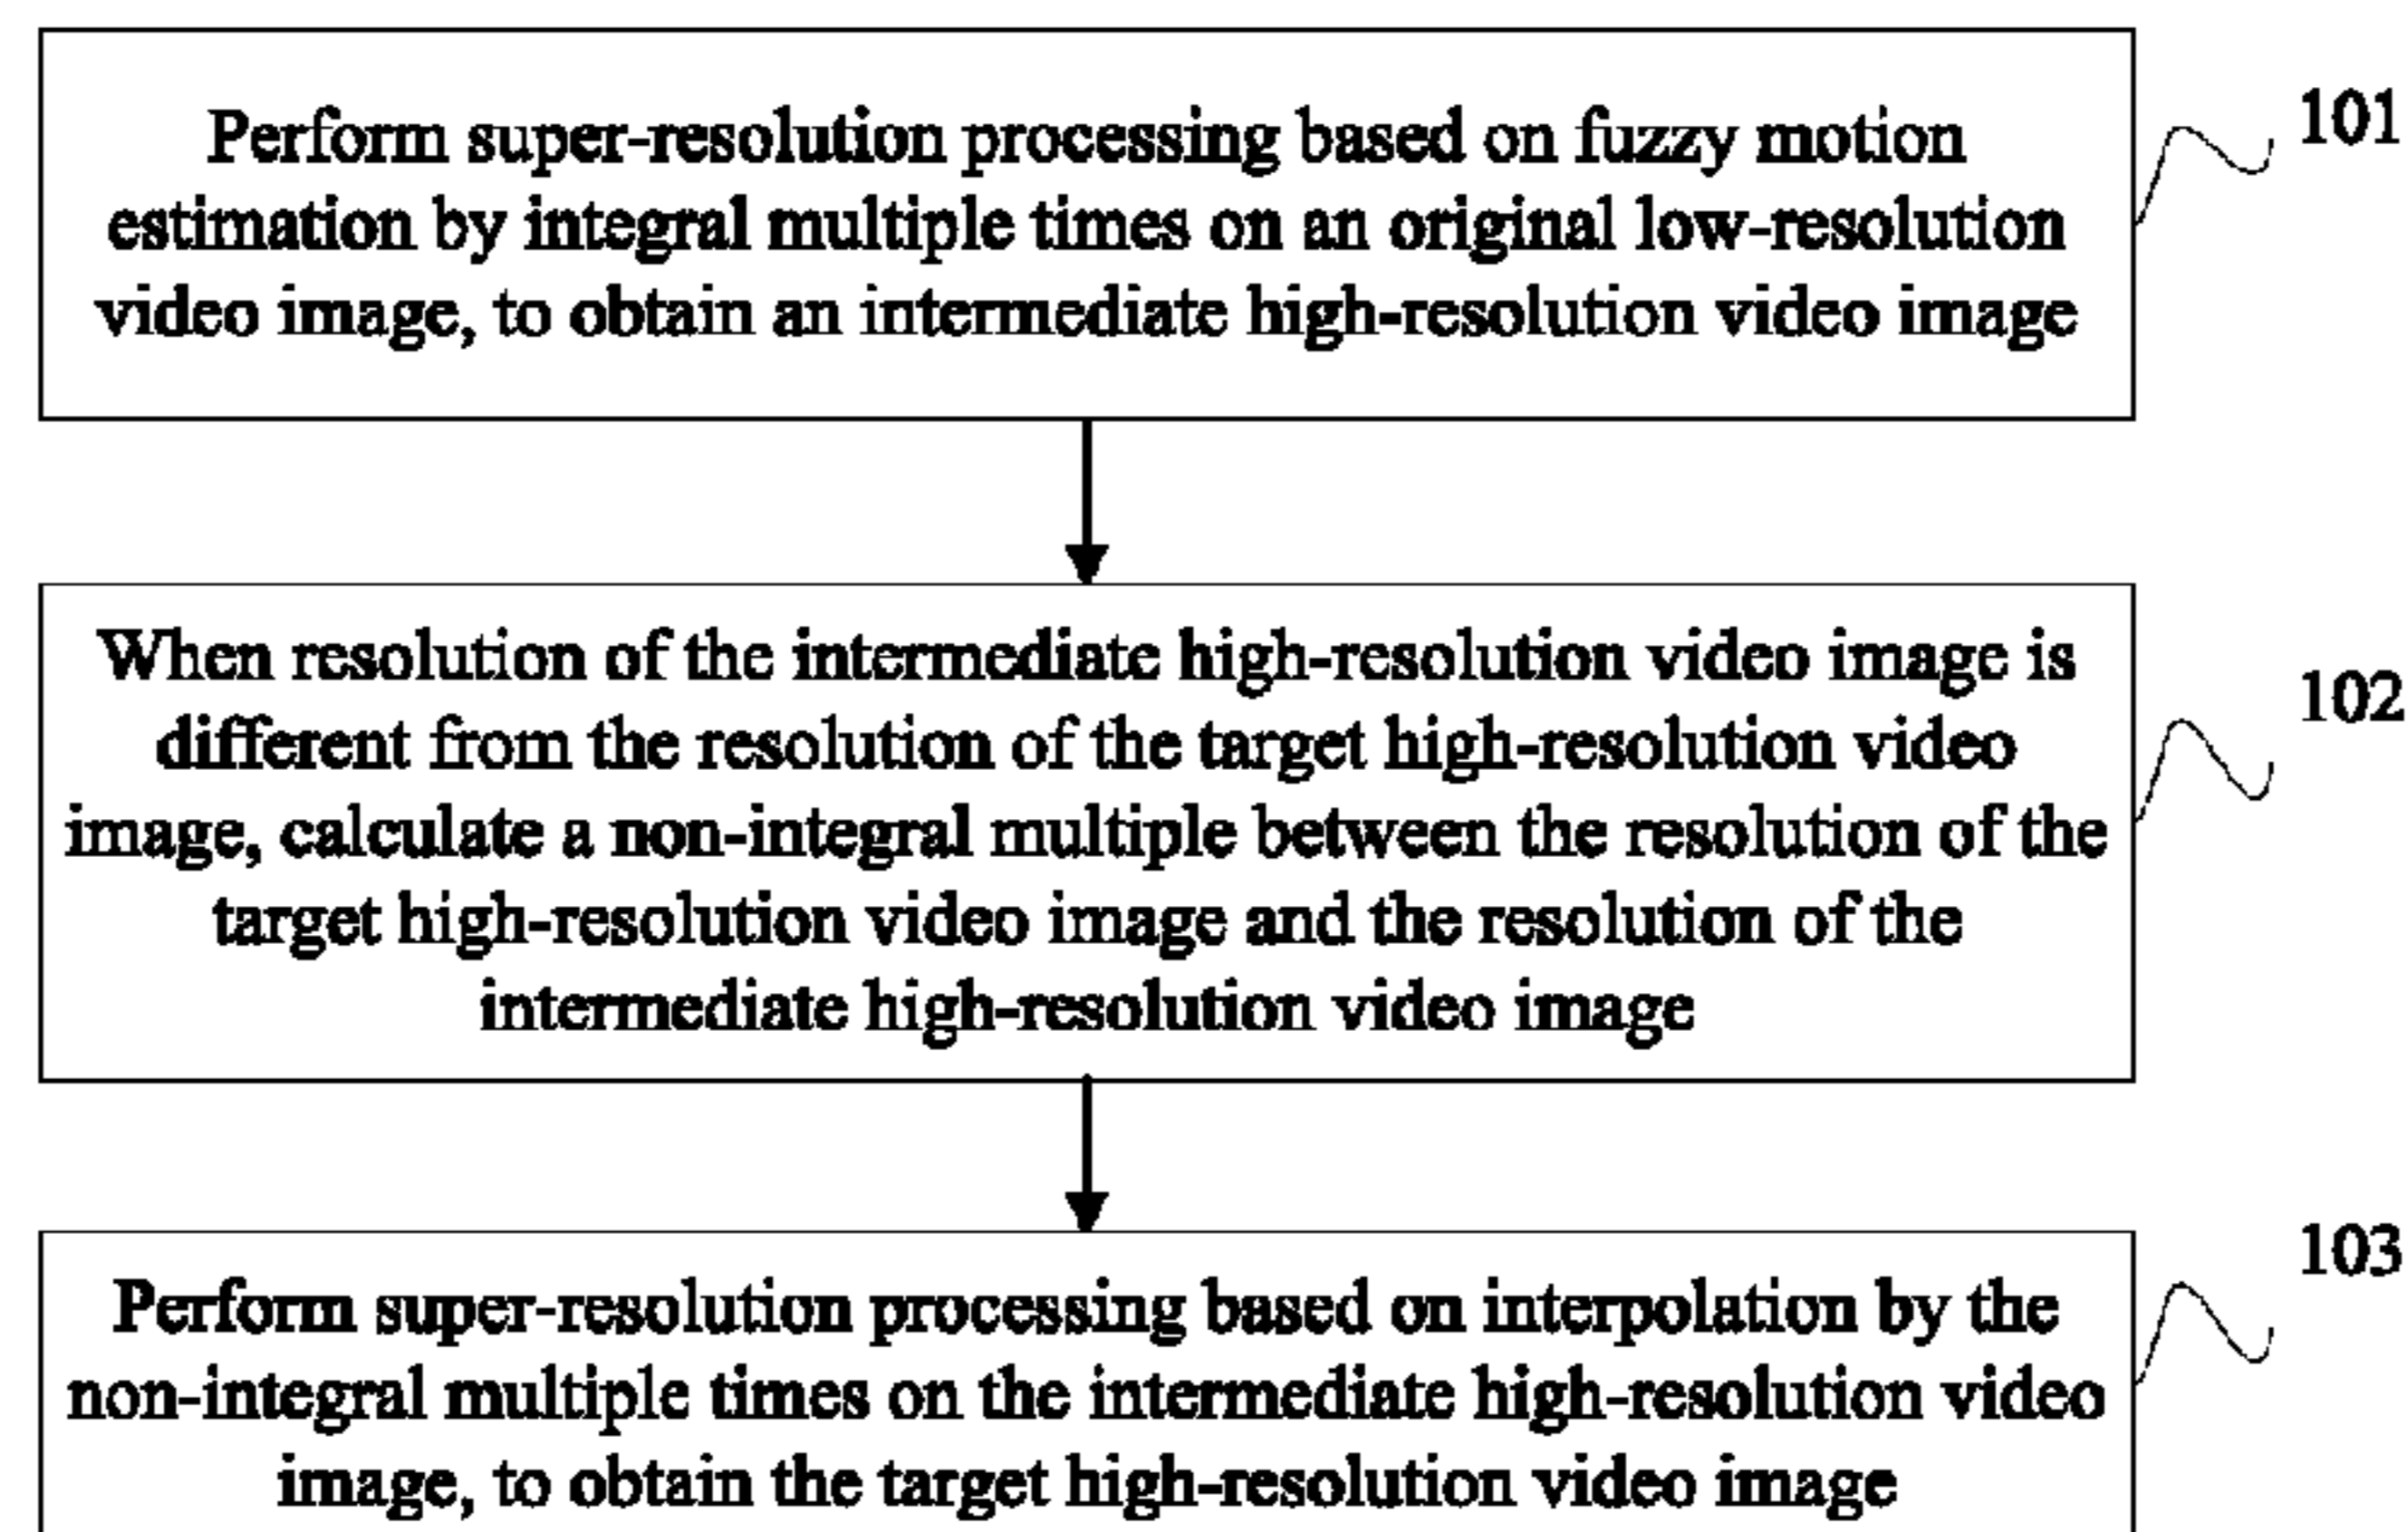 Perform super-resolution processing based on fuzzy motion
estimation by integral multiple times on an original low-resolution
video image, to obtain an intermediate high-resolution video image
101
When resolution of the intermediate high-resolution video image is
different from the resolution of the target high-resolution video
image, calculate a non-integral multiple between the resolution of the
target high-resolution video image and the resolution of the
intermediate high-resolution video image
102
Perform super-resolution processing based on interpolation by the
non-integral multiple times on the intermediate high-resolution video
image, to obtain the target high-resolution video image
103